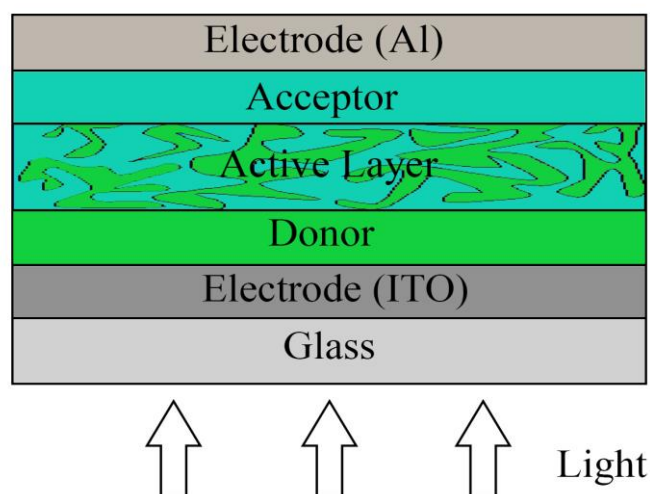 Electrode (Al)
Acceptor
Active Layer
Donor
Electrode (ITO)
Glass
Light